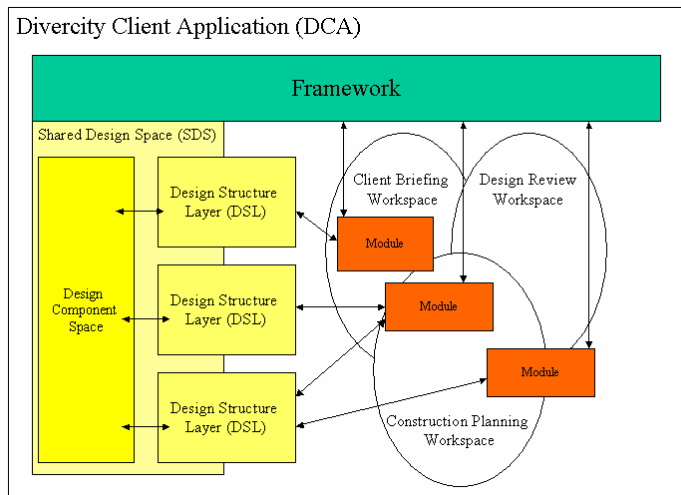 Divercity Client Application (DCA)
Framework
Shared Design Space (SDS)
Design Structure
Layer (DSL)
Client Briefing
Workspace
Design Review
Workspace
Module
Design
Component
Space
Design Structure
Layer (DSL)
Module
Design Structure
Layer (DSL)
Module
Construction Planning
Workspace